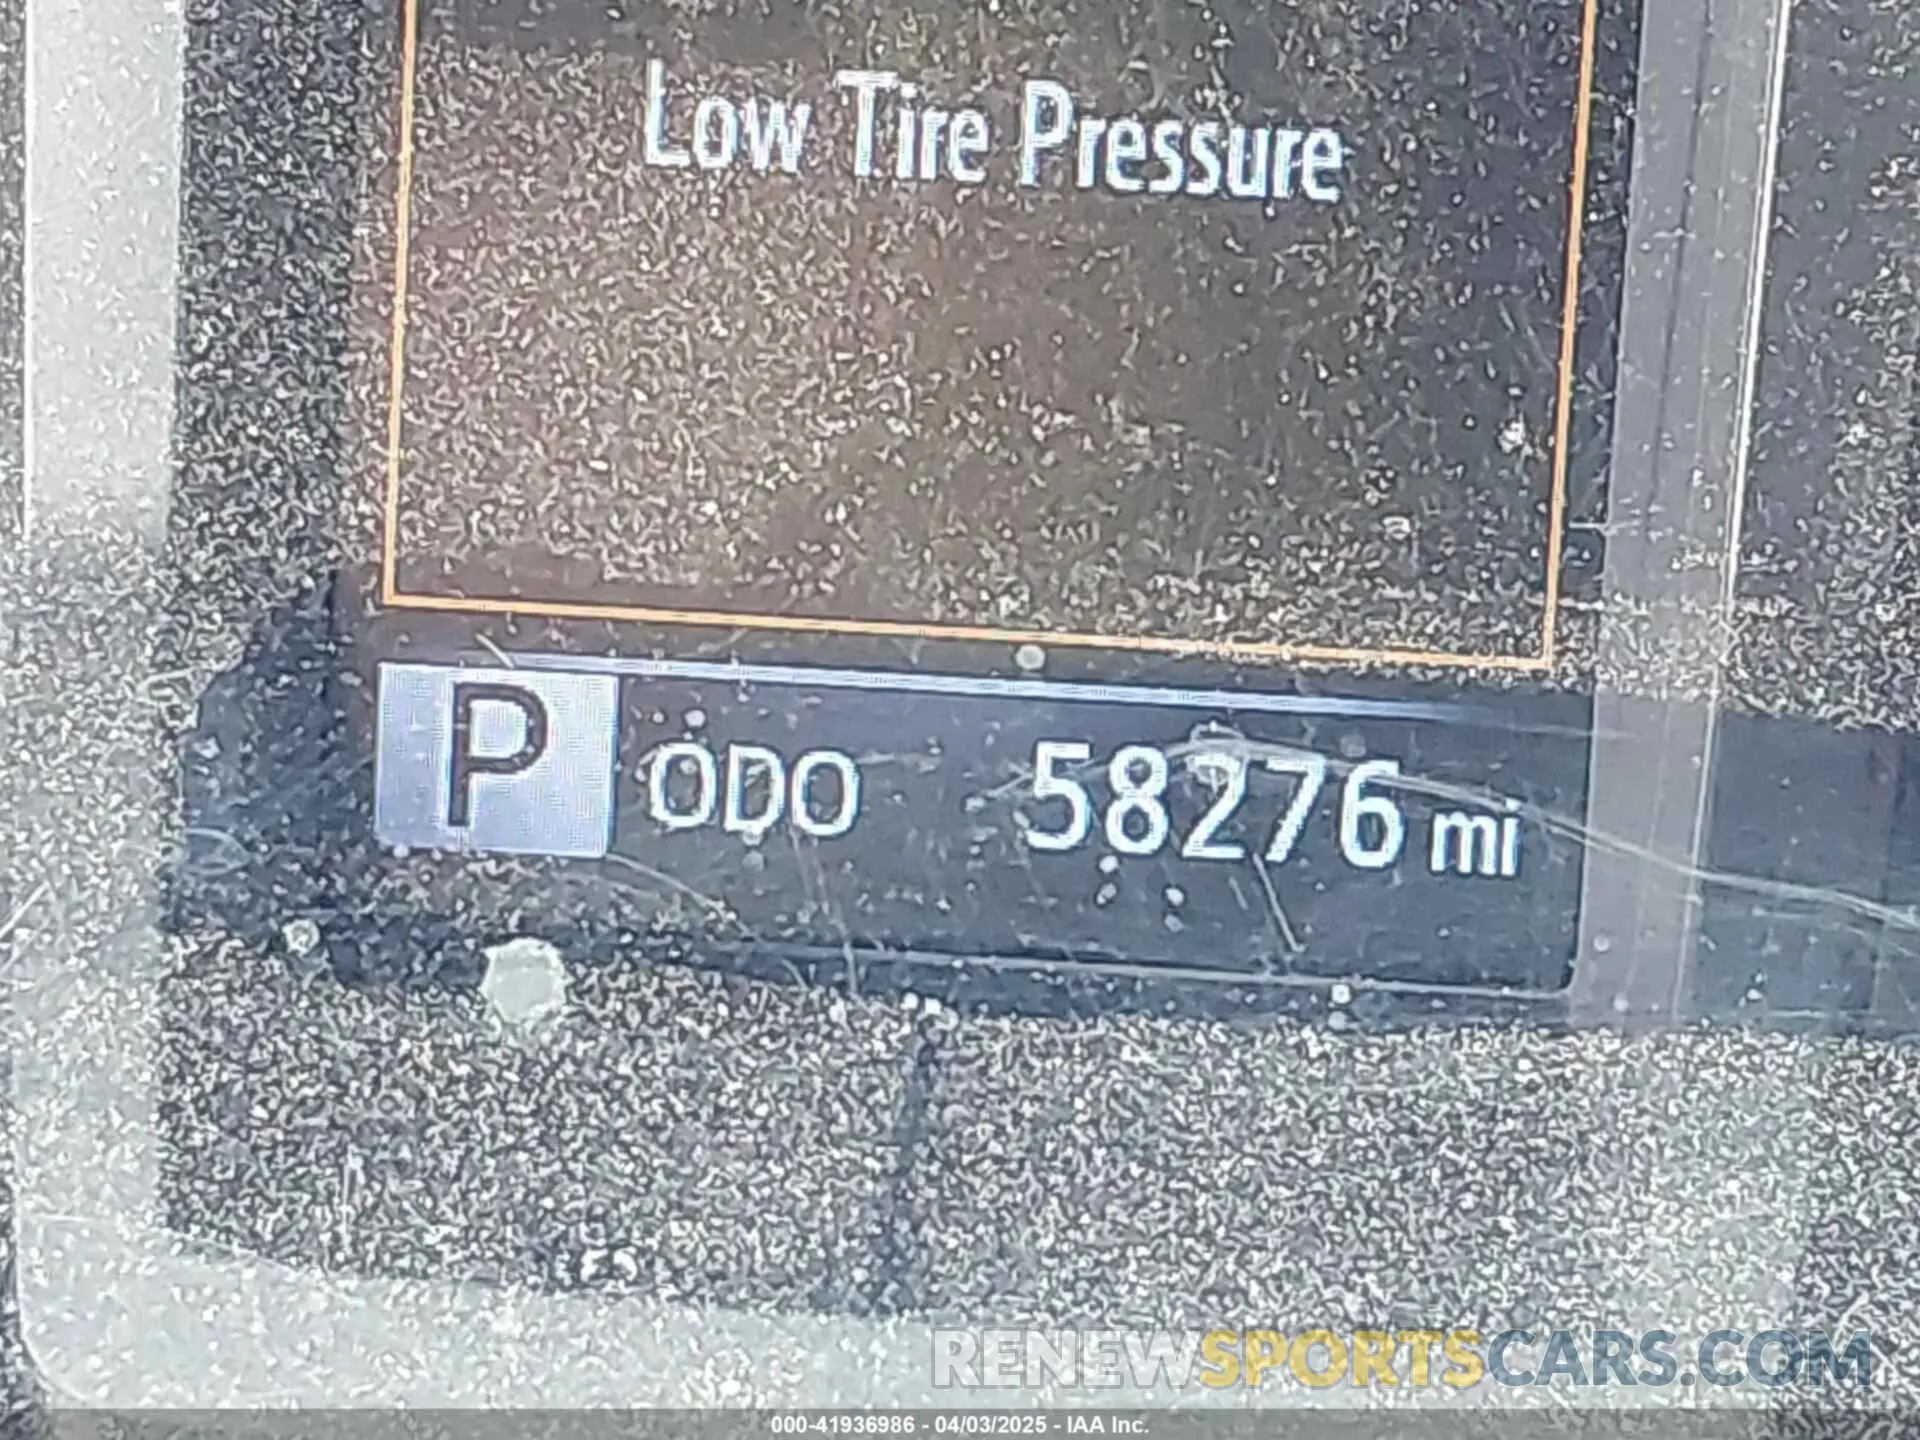 Low Tire Pressure
P ODO 58276 mi
RENEWSPORTSCARS.COM
000-41936986 - 04/03/2025 - IAA Inc.